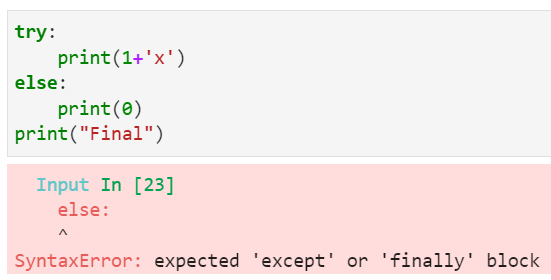 try:
    print(1+'x')
else:
    print(0)
print("Final")
  Input In [23]
    else:
    ^
SyntaxError: expected 'except' or 'finally' block